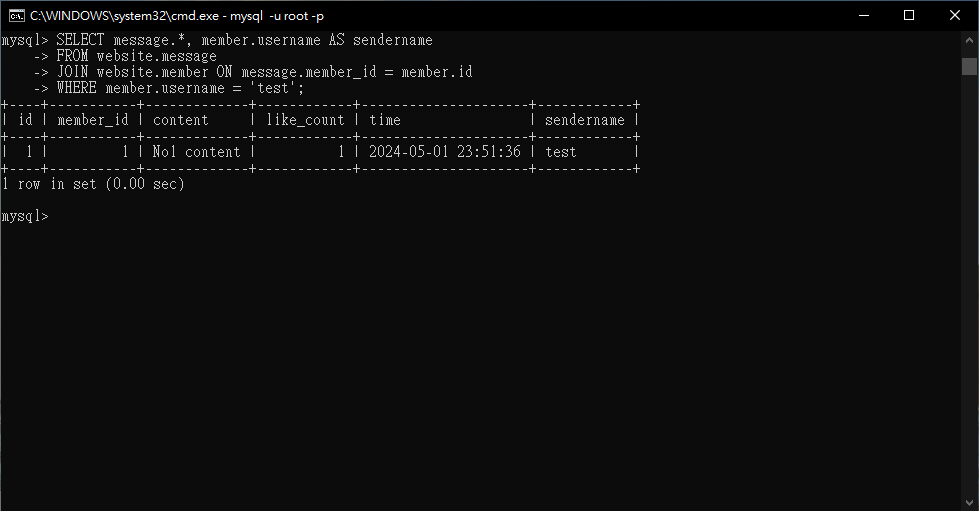 C:\WINDOWS\system32\cmd.exe - mysql  -u root -p
mysql> SELECT message.*, member.username AS sendername
    -> FROM website.message
    -> JOIN website.member ON message.member_id = member.id
    -> WHERE member.username = 'test';
+----+-----------+------------+------------+---------------------+------------+
| id | member_id | content    | like_count | time                | sendername |
+----+-----------+------------+------------+---------------------+------------+
|  1 |         1 | No1 content |          1 | 2024-05-01 23:51:36 | test       |
+----+-----------+------------+------------+---------------------+------------+
1 row in set (0.00 sec)
mysql>